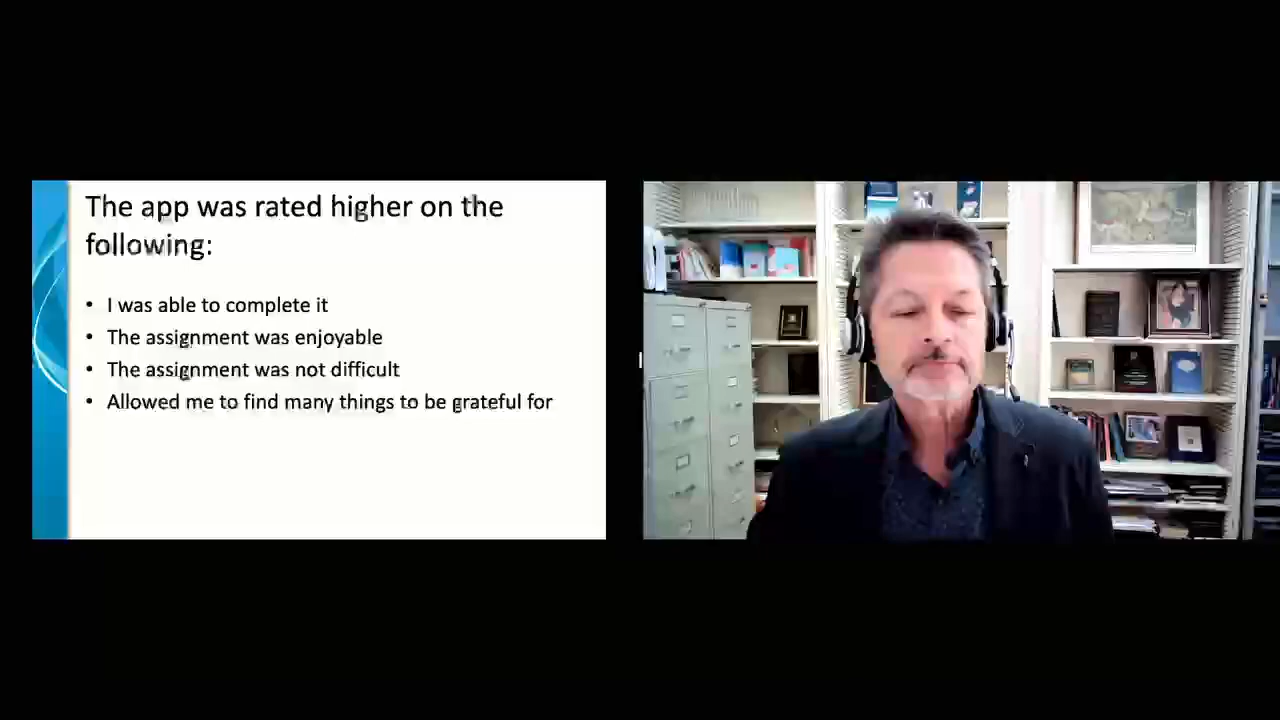 The app was rated higher on the
following:
• I was able to complete it
• The assignment was enjoyable
• The assignment was not difficult
• Allowed me to find many things to be grateful for